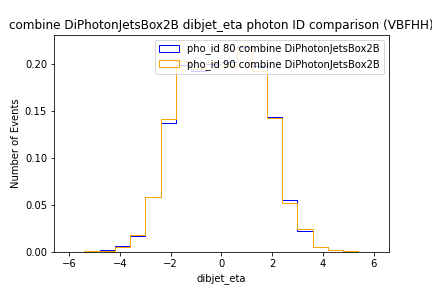 combine DiPhotonJetsBox2B dibjet_eta photon ID comparison (VBFHH)
pho_id 80 combine DiPhotonJetsBox2B
pho_id 90 combine DiPhotonJetsBox2B
Number of Events
0.20
0.15
0.10
0.05
0.00
−6 −4 −2 0 2 4 6
dibjet_eta